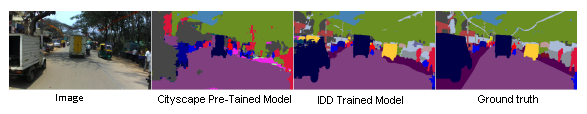 Image
Cityscape Pre-Tained Model
IDD Trained Model
Ground truth